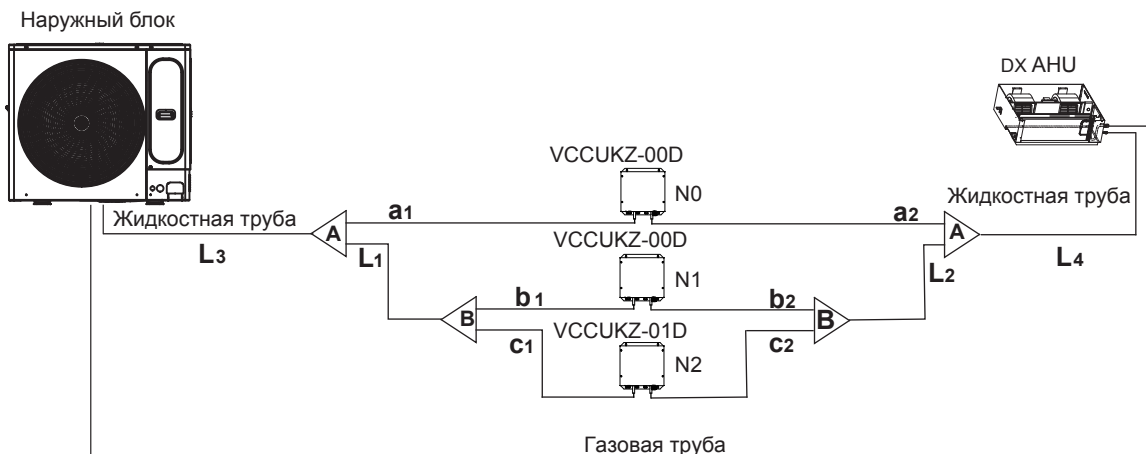 Наружный блок
DX AHU
VCCUKZ-00D
N0
Жидкостная труба
a1
a2
Жидкостная труба
A
VCCUKZ-00D
A
L3
L1
N1
L2
L4
b1
b2
B
B
VCCUKZ-01D
c1
c2
N2
Газовая труба